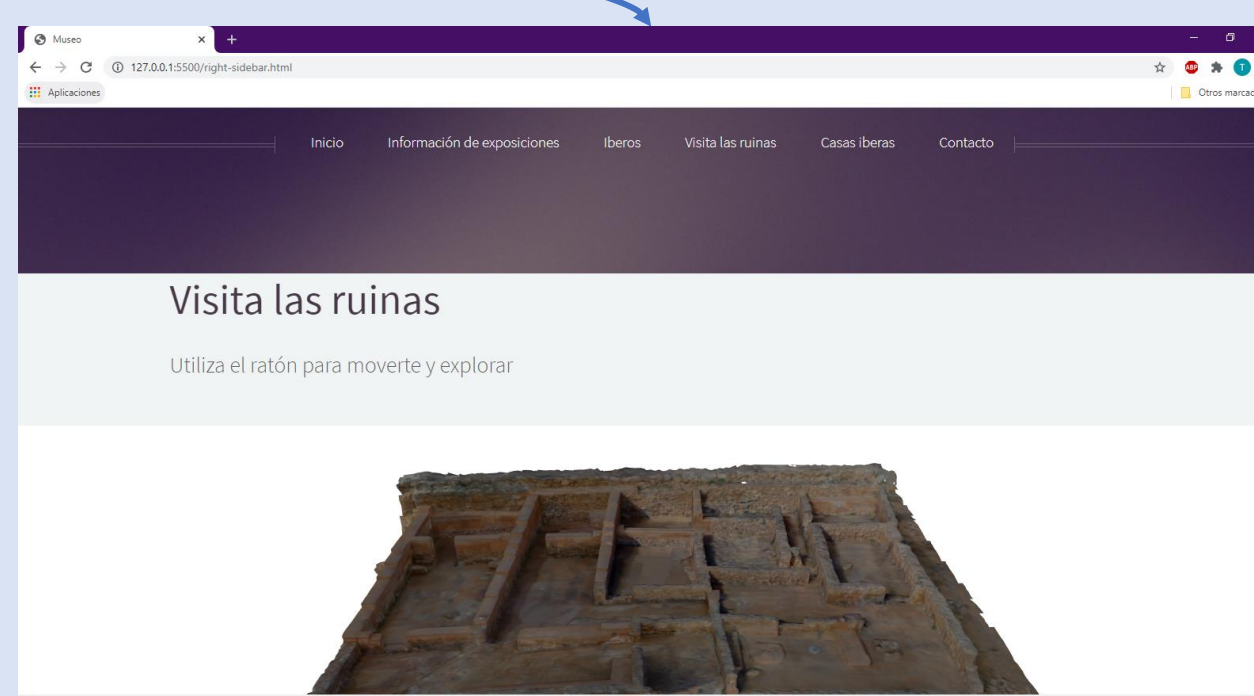 Museo
127.0.0.1:5500/right-sidebar.html
ABP
T
Aplicaciones
Otros marcad
Inicio Información de exposiciones Iberos Visita las ruinas Casas iberas Contacto
Visita las ruinas
Utiliza el ratón para moverte y explorar